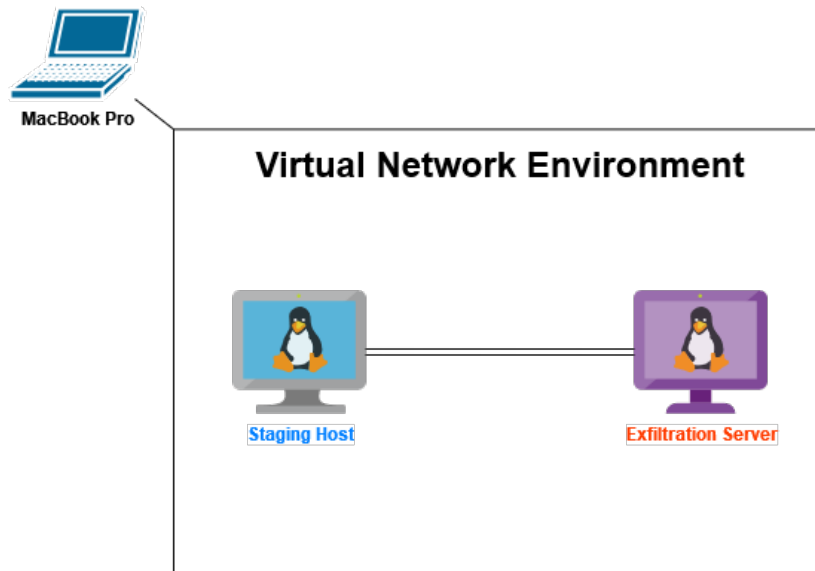 MacBook Pro
Virtual Network Environment
Staging Host
Exfiltration Server